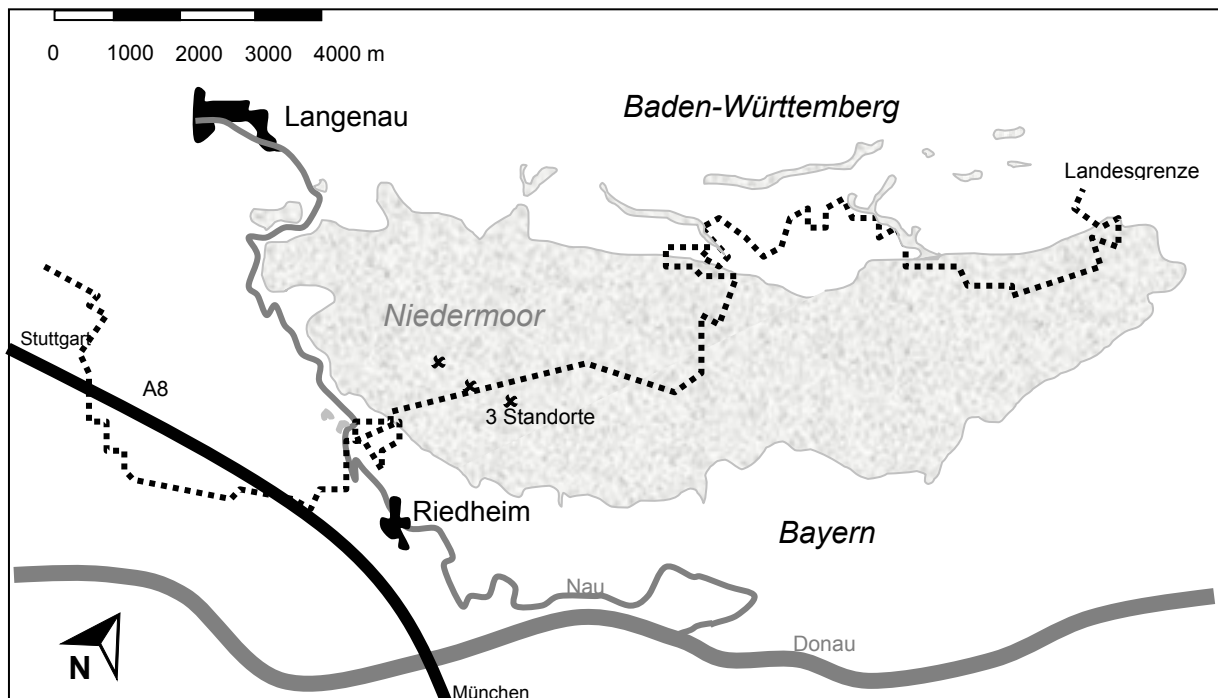 0 1000 2000 3000 4000 m
Langenau
Baden-Württemberg
Landesgrenze
Niedermoor
Stuttgart
A8
3 Standorte
Riedheim
Bayern
Nau
Donau
N
München